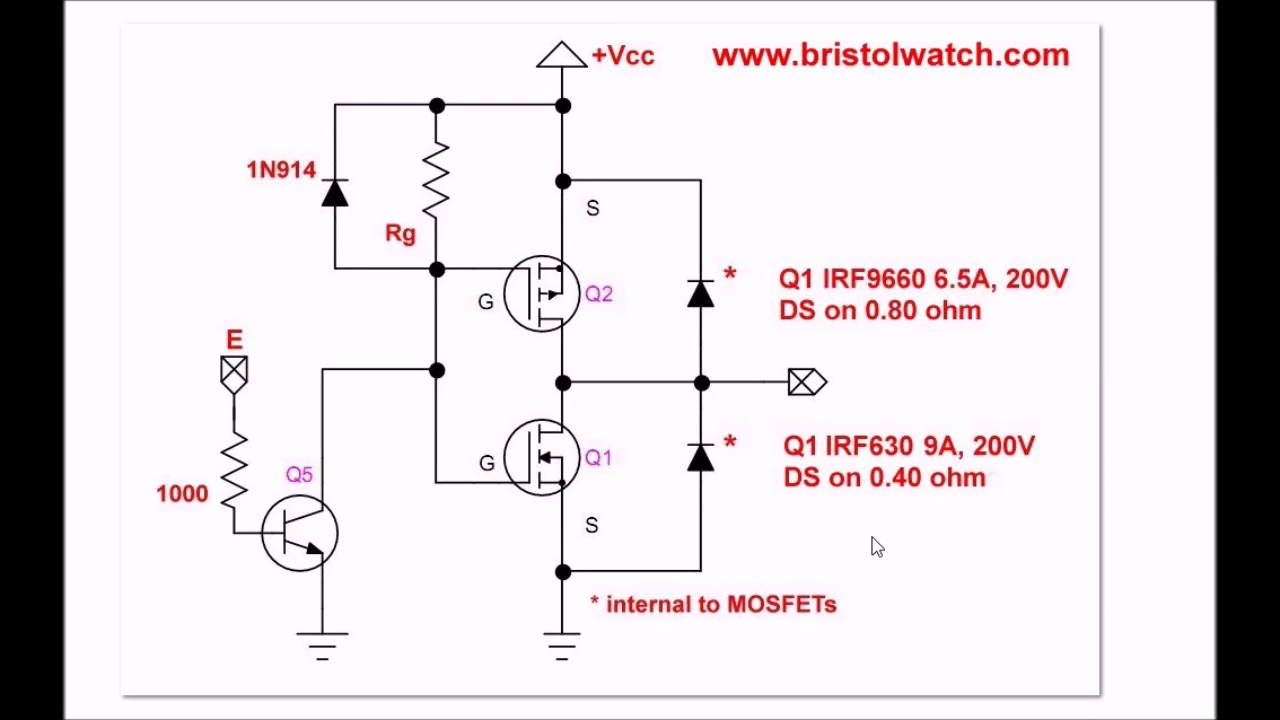 +Vcc
www.bristolwatch.com
1N914
Rg
S
G
Q2
*
Q1 IRF9660 6.5A, 200V
DS on 0.80 ohm
E
1000
Q5
G
Q1
*
Q1 IRF630 9A, 200V
DS on 0.40 ohm
S
* internal to MOSFETs